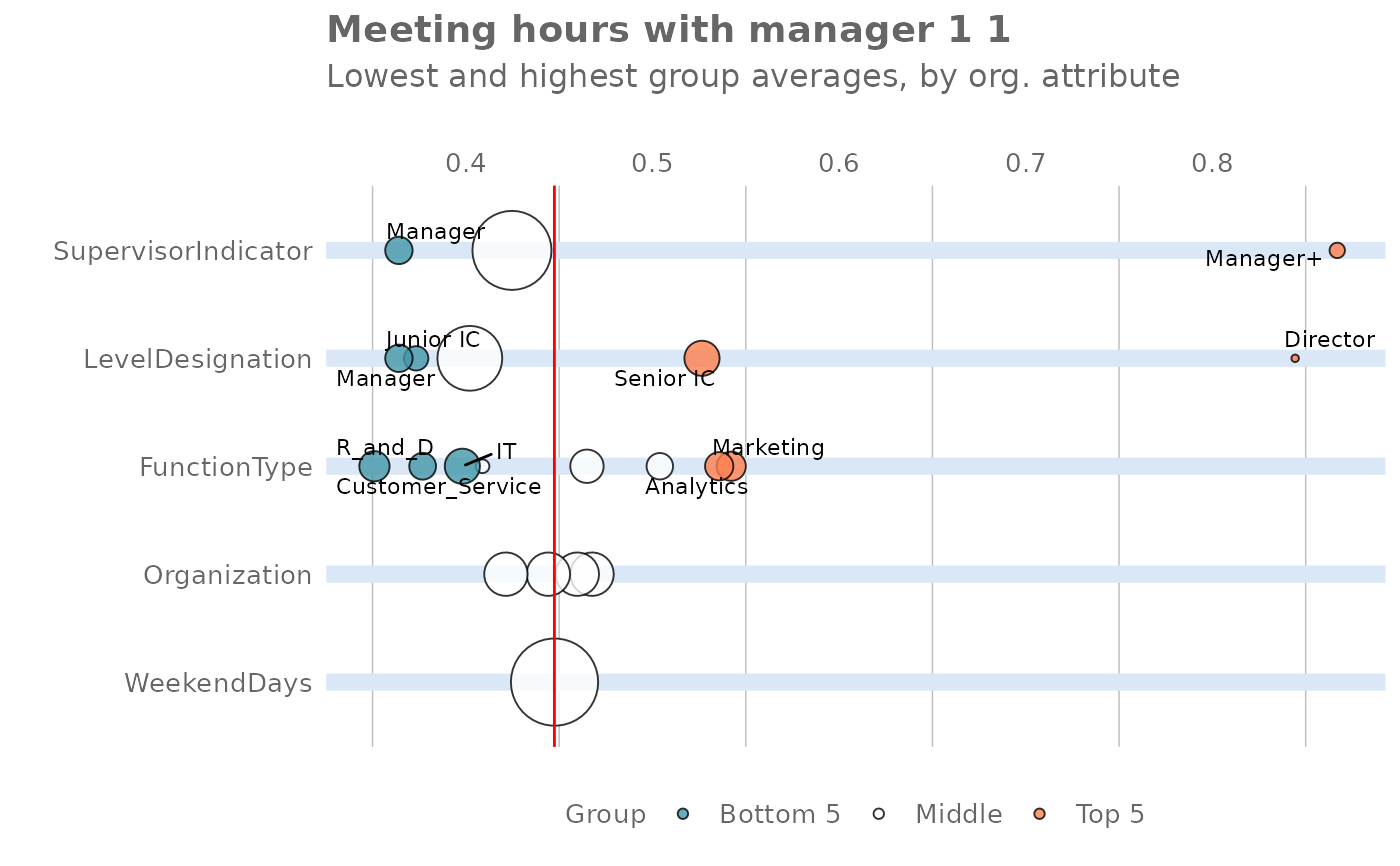 Meeting hours with manager 1 1
Lowest and highest group averages, by org. attribute
0.4 0.5 0.6 0.7 0.8
SupervisorIndicator
Manager
Manager+
LevelDesignation
Junior IC
Manager
Senior IC
Director
FunctionType
R_and_D
IT
Customer_Service
Marketing
Analytics
Organization
WeekendDays
Group Bottom 5 Middle Top 5